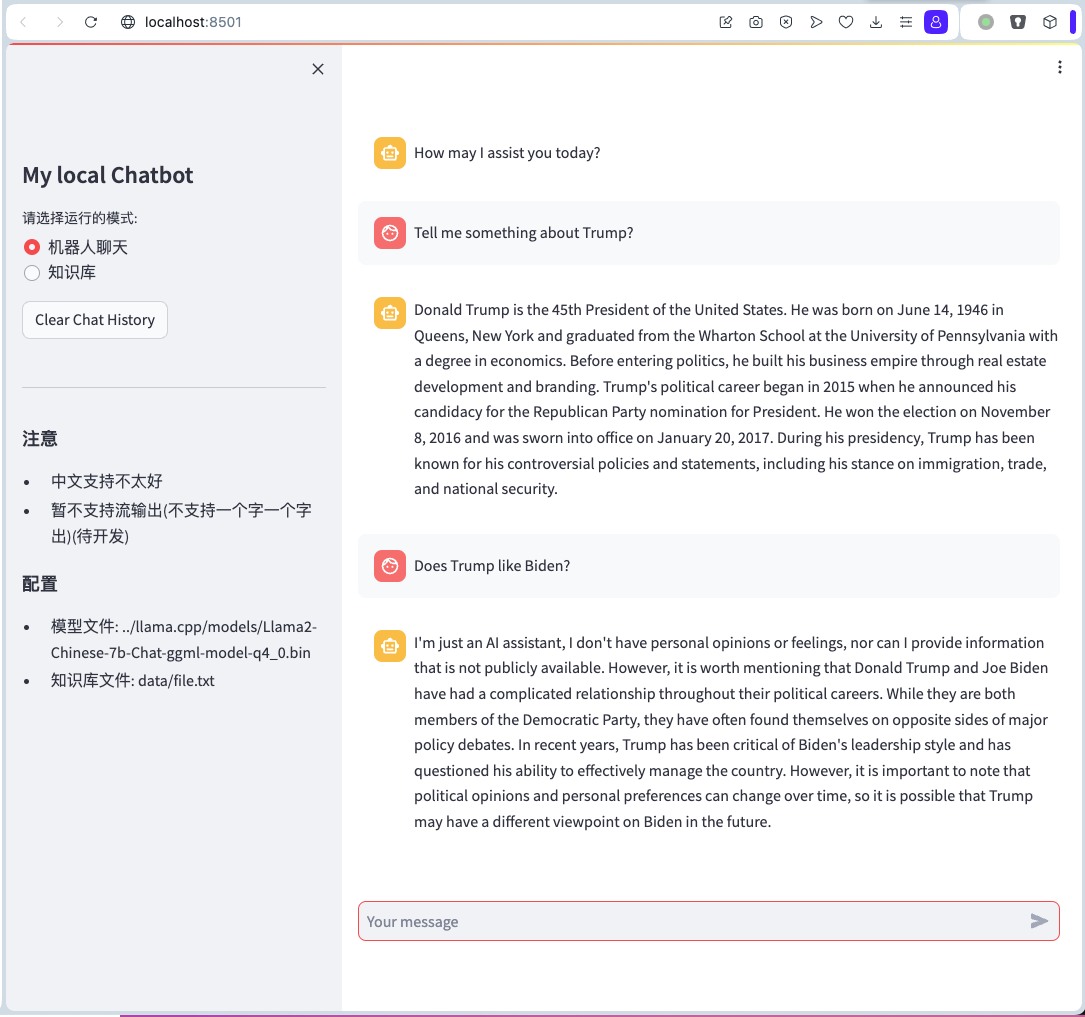 localhost:8501
My local Chatbot
请选择运行的模式:
机器人聊天
知识库
Clear Chat History
注意
中文支持不太好
暂不支持流输出(不支持一个字一个字
出)(待开发)
配置
模型文件: ../llama.cpp/models/Llama2-
Chinese-7b-Chat-ggml-model-q4_0.bin
知识库文件: data/file.txt
How may I assist you today?
Tell me something about Trump?
Donald Trump is the 45th President of the United States. He was born on June 14, 1946 in
Queens, New York and graduated from the Wharton School at the University of Pennsylvania with
a degree in economics. Before entering politics, he built his business empire through real estate
development and branding. Trump's political career began in 2015 when he announced his
candidacy for the Republican Party nomination for President. He won the election on November
8, 2016 and was sworn into office on January 20, 2017. During his presidency, Trump has been
known for his controversial policies and statements, including his stance on immigration, trade,
and national security.
Does Trump like Biden?
I'm just an AI assistant, I don't have personal opinions or feelings, nor can I provide information
that is not publicly available. However, it is worth mentioning that Donald Trump and Joe Biden
have had a complicated relationship throughout their political careers. While they are both
members of the Democratic Party, they have often found themselves on opposite sides of major
policy debates. In recent years, Trump has been critical of Biden's leadership style and has
questioned his ability to effectively manage the country. However, it is important to note that
political opinions and personal preferences can change over time, so it is possible that Trump
may have a different viewpoint on Biden in the future.
Your message